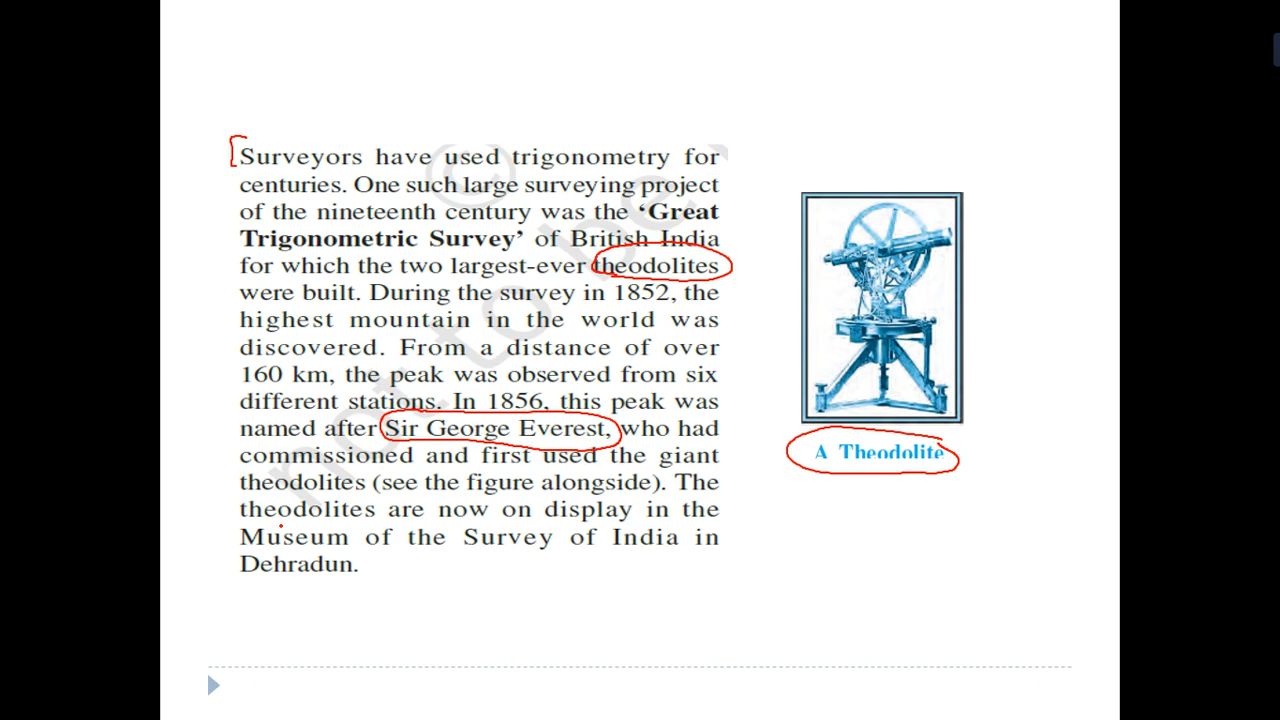 Surveyors have used trigonometry for
centuries. One such large surveying project
of the nineteenth century was the ‘Great
Trigonometric Survey’ of British India
for which the two largest-ever theodolites
were built. During the survey in 1852, the
highest mountain in the world was
discovered. From a distance of over
160 km, the peak was observed from six
different stations. In 1856, this peak was
named after Sir George Everest, who had
commissioned and first used the giant
theodolites (see the figure alongside). The
theodolites are now on display in the
Museum of the Survey of India in
Dehradun.
A Theodolite
©
not to be